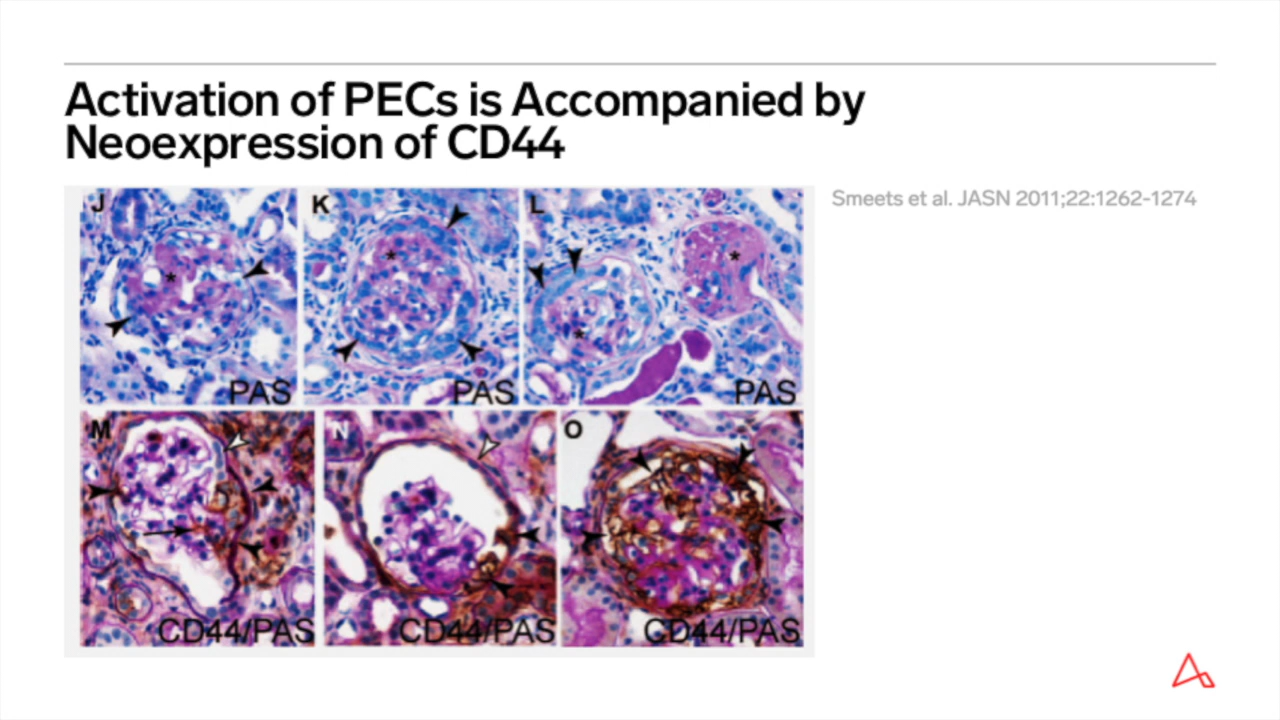 Activation of PECs is Accompanied by
Neoexpression of CD44
Smeets et al. JASN 2011;22:1262-1274
J
K
L
PAS
PAS
PAS
M
N
O
CD44/PAS
CD44/PAS
CD44/PAS